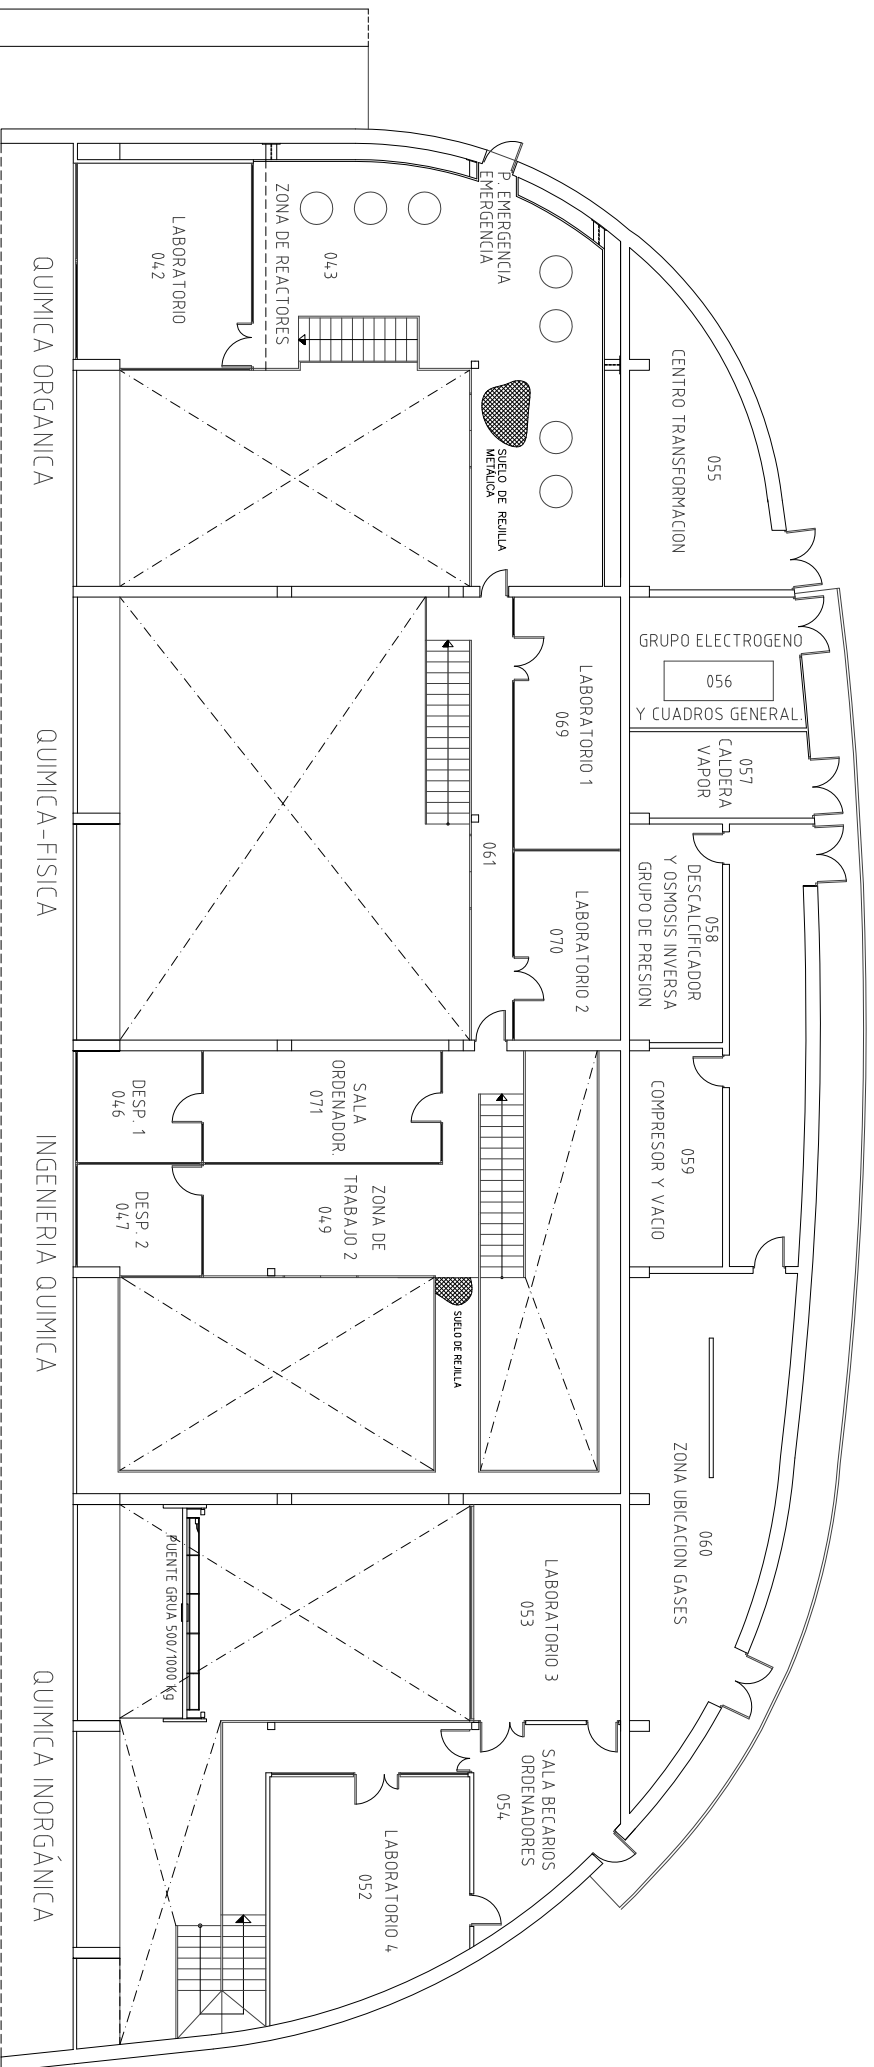 P. EMERGENCIA
EMERGENCIA
ZONA DE REACTORES
043
LABORATORIO
042
QUIMICA ORGANICA
SUELO DE REJILLA
METÁLICA
055
CENTRO TRANSFORMACION
GRUPO ELECTROGENO
056
Y CUADROS GENERAL.
057
CALDERA
VAPOR
LABORATORIO 1
069
061
QUIMICA-FISICA
LABORATORIO 2
070
058
DESCALCIFICADOR
Y OSMOSIS INVERSA
GRUPO DE PRESION
059
COMPRESOR Y VACIO
SALA
ORDENADOR.
071
DESP. 1
046
ZONA DE
TRABAJO 2
049
DESP. 2
047
INGENIERIA QUIMICA
SUELO DE REJILLA
060
ZONA UBICACION GASES
LABORATORIO 3
053
PUENTE GRUA 500/1000 Kg
SALA BECARIOS
ORDENADORES
054
LABORATORIO 4
052
QUIMICA INORGÁNICA